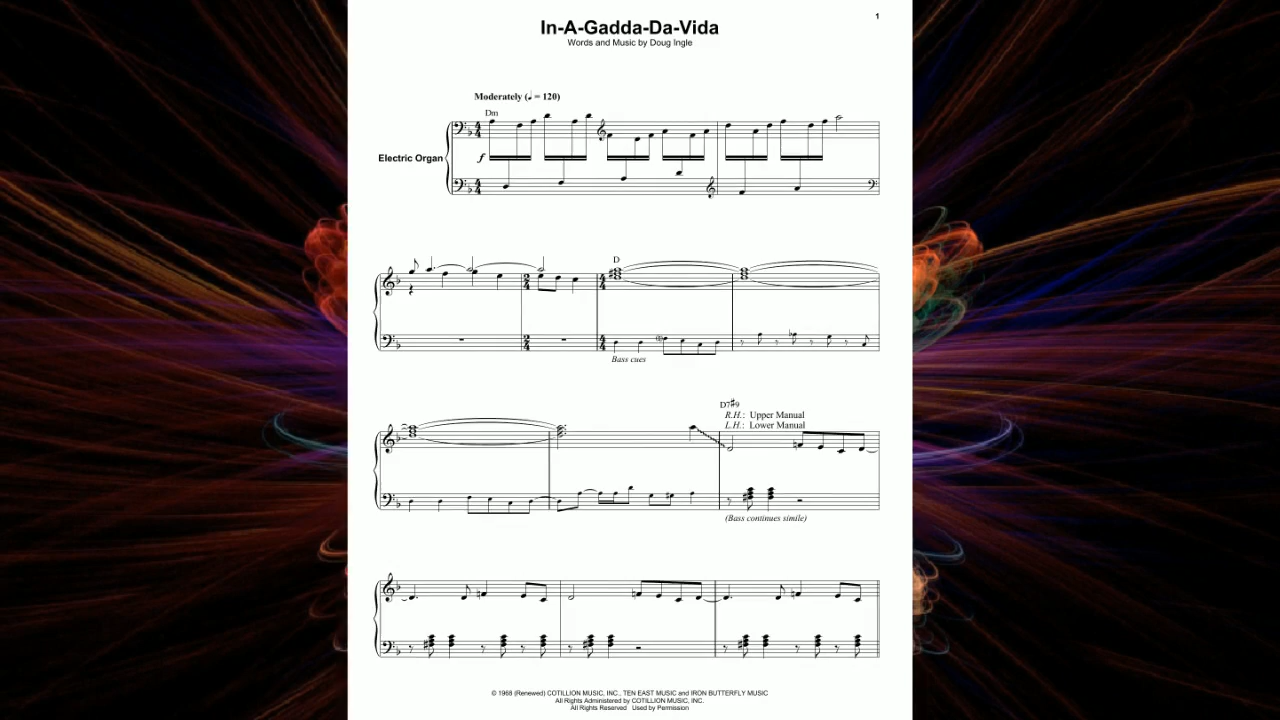 1
In-A-Gadda-Da-Vida
Words and Music by Doug Ingle
Moderately (♩ = 120)
Dm
Electric Organ
f
D
Bass cues
D7♯9
R.H.: Upper Manual
L.H.: Lower Manual
(Bass continues simile)
© 1968 (Renewed) COTILLION MUSIC, INC., TEN EAST MUSIC and IRON BUTTERFLY MUSIC
All Rights Administered by COTILLION MUSIC, INC.
All Rights Reserved Used by Permission